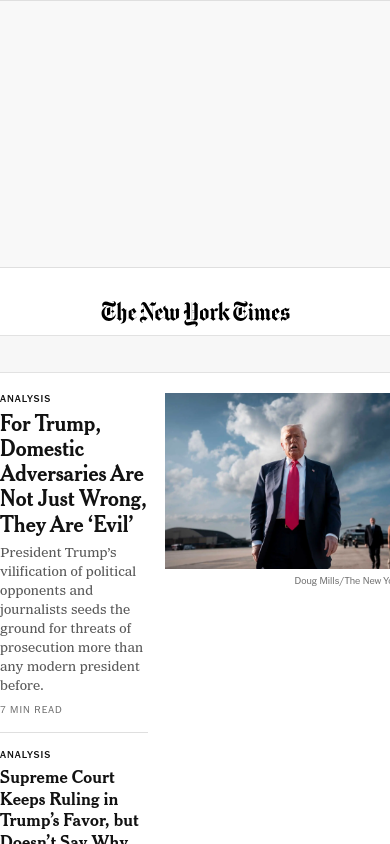 The New York Times
ANALYSIS
For Trump,
Domestic
Adversaries Are
Not Just Wrong,
They Are ‘Evil’
President Trump’s
vilification of political
opponents and
journalists seeds the
ground for threats of
prosecution more than
any modern president
before.
7 MIN READ
Doug Mills/The New
ANALYSIS
Supreme Court
Keeps Ruling in
Trump’s Favor, but
Doesn’t Say Why